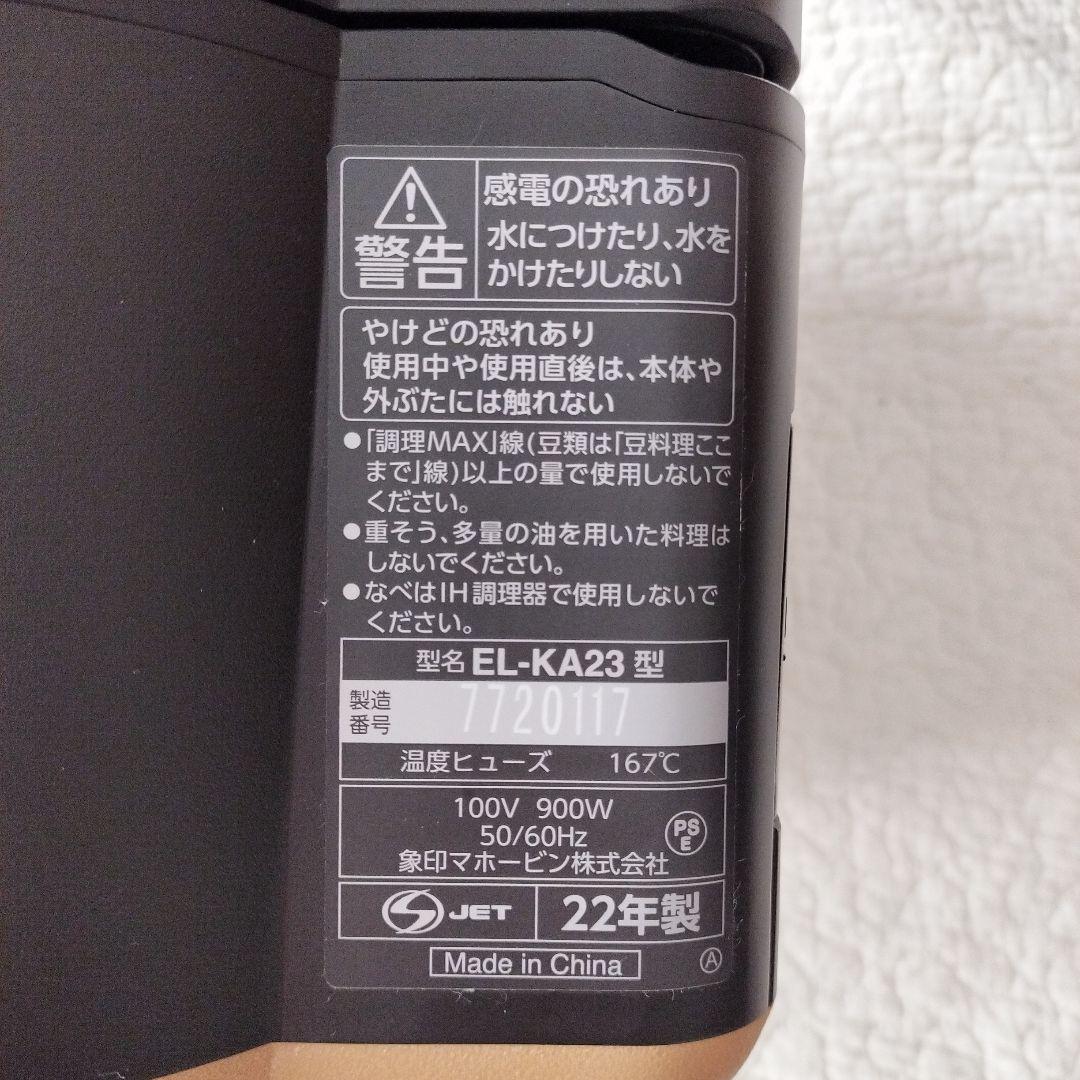 警告
感電の恐れあり
水につけたり、水を
かけたりしない
やけどの恐れあり
使用中や使用直後は、本体や
外ぶたには触れない
●「調理MAX」線(豆類は「豆料理ここ
まで」線)以上の量で使用しないで
ください。
●重そう、多量の油を用いた料理は
しないでください。
●なべはIH調理器で使用しないで
ください。
型名 EL-KA23 型
製造
番号
7720117
温度ヒューズ 167℃
100V 900W
50/60Hz
PS
E
象印マホービン株式会社
JET
22年製
Made in China
A